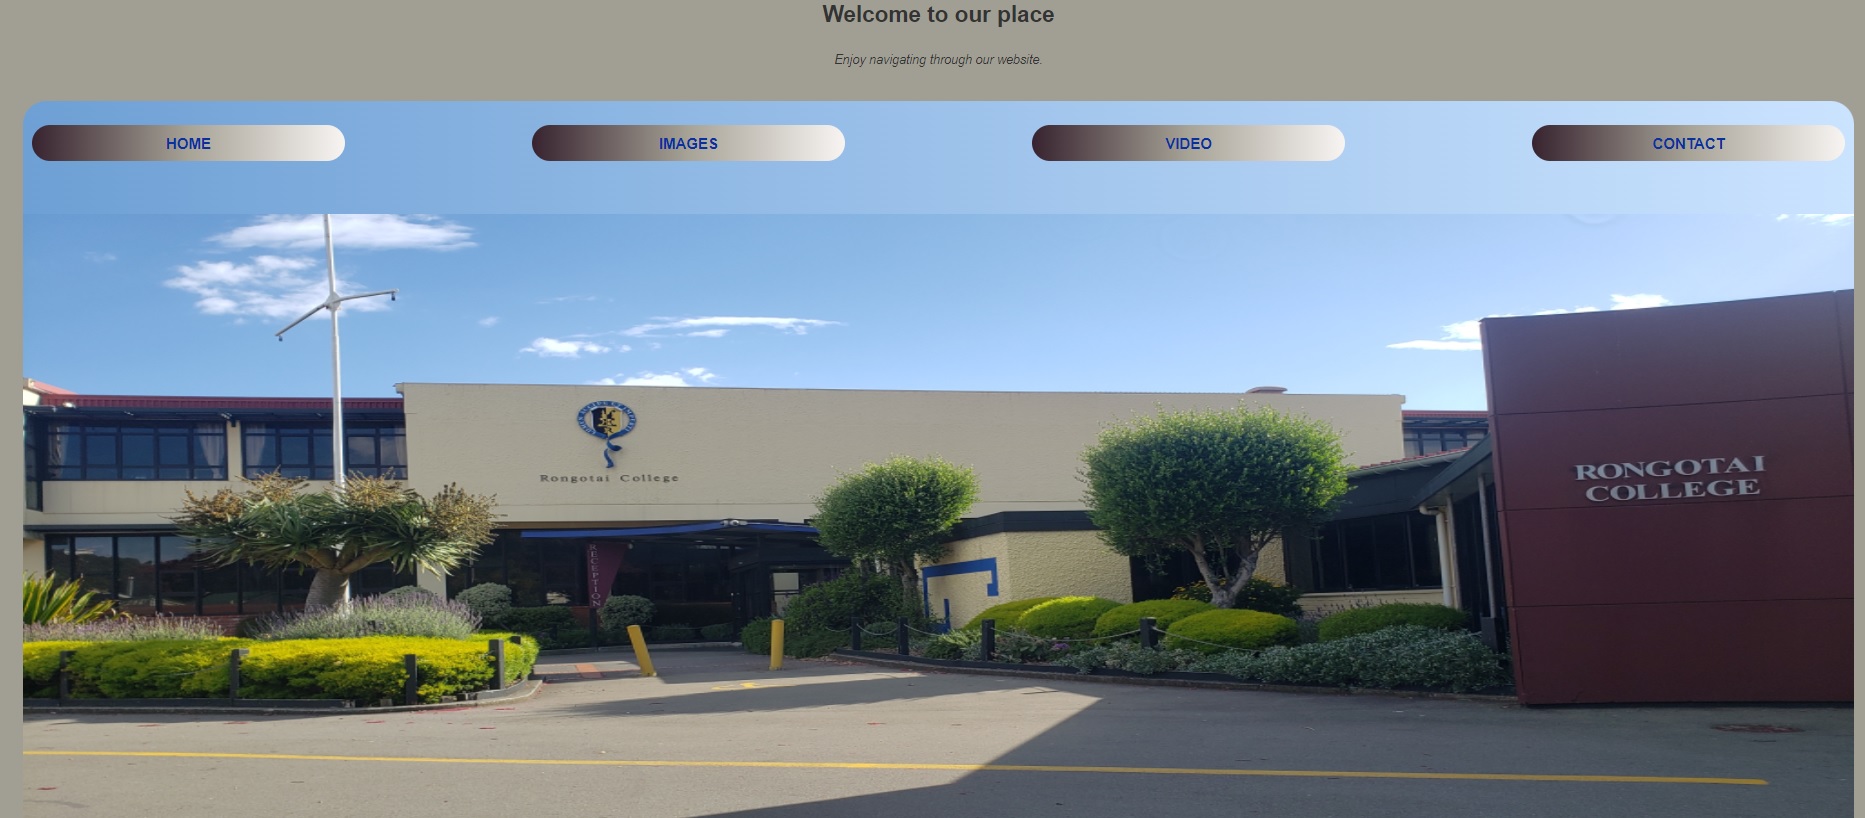 Welcome to our place
Enjoy navigating through our website.
HOME
IMAGES
VIDEO
CONTACT
Rongotai College
RECEPTION
RONGOTAI
COLLEGE